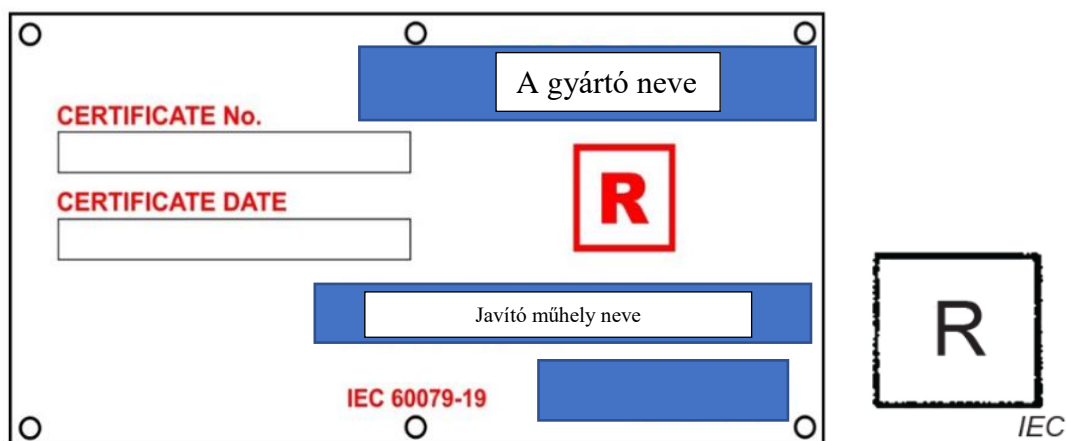 A gyártó neve
CERTIFICATE No.
R
CERTIFICATE DATE
Javító műhely neve
IEC 60079-19
R
IEC